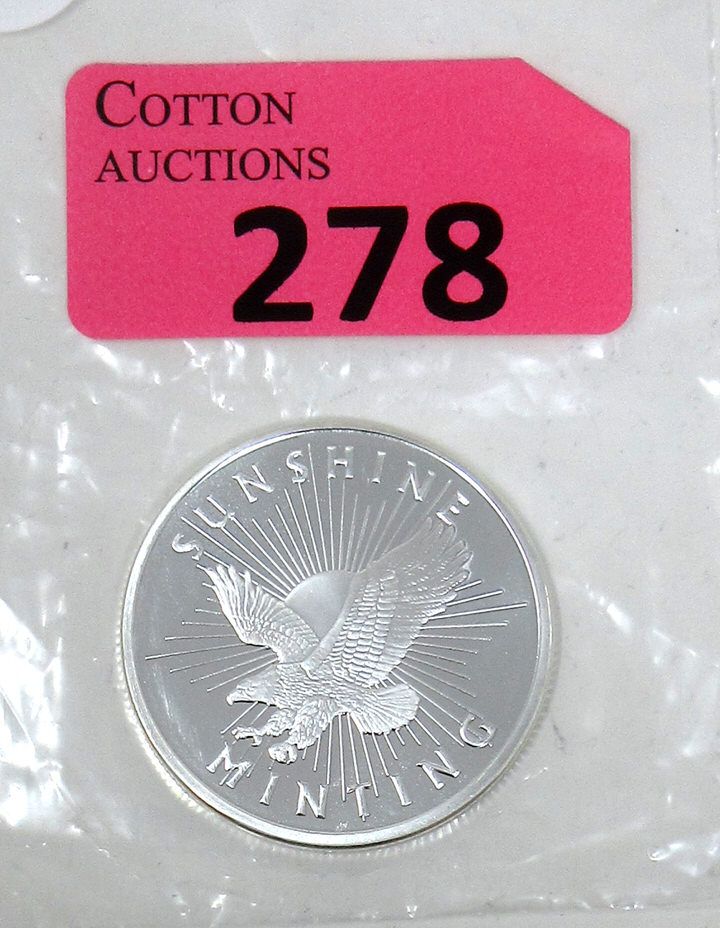 COTTON
AUCTIONS
278
SUNSHINE
MINTING